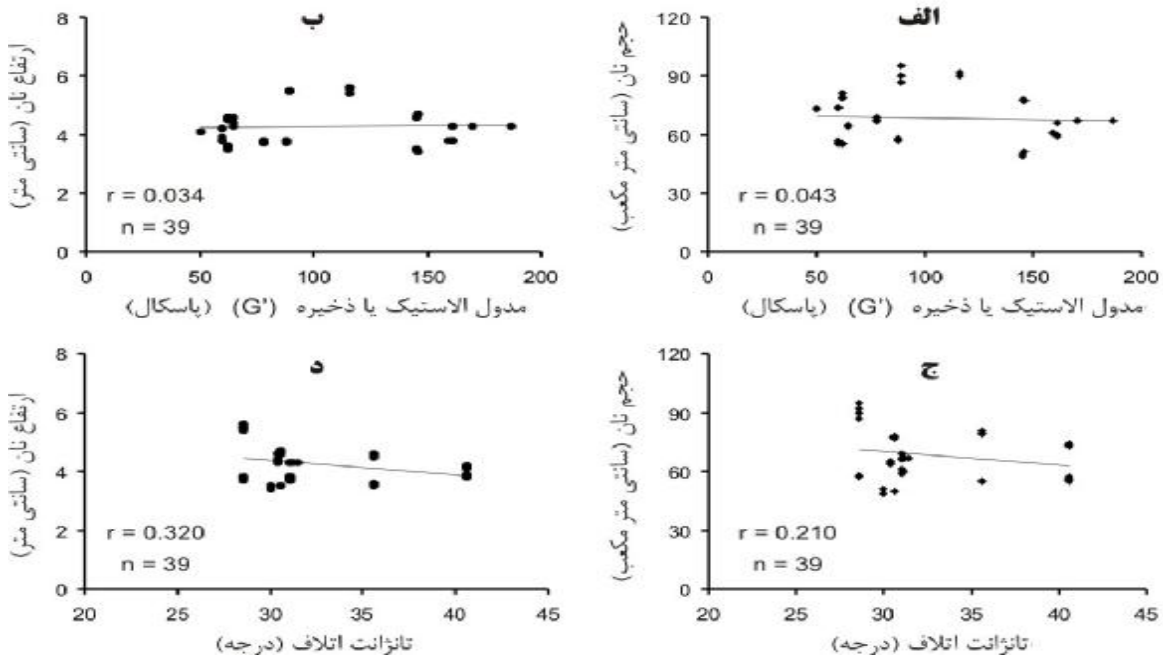 الف
حجم نان (سانتی متر مکعب)
120
90
60
30
0
r = 0.043
n = 39
0
50
100
150
200
مدول الاستیک یا ذخیره (G') (پاسکال)
ب
ارتفاع نان (سانتی متر)
8
6
4
2
0
r = 0.034
n = 39
0
50
100
150
200
مدول الاستیک یا ذخیره (G') (پاسکال)
ج
حجم نان (سانتی متر مکعب)
120
90
60
30
0
r = 0.210
n = 39
20
25
30
35
40
45
تانژانت اتلاف (درجه)
د
ارتفاع نان (سانتی متر)
8
6
4
2
0
r = 0.320
n = 39
20
25
30
35
40
45
تانژانت اتلاف (درجه)